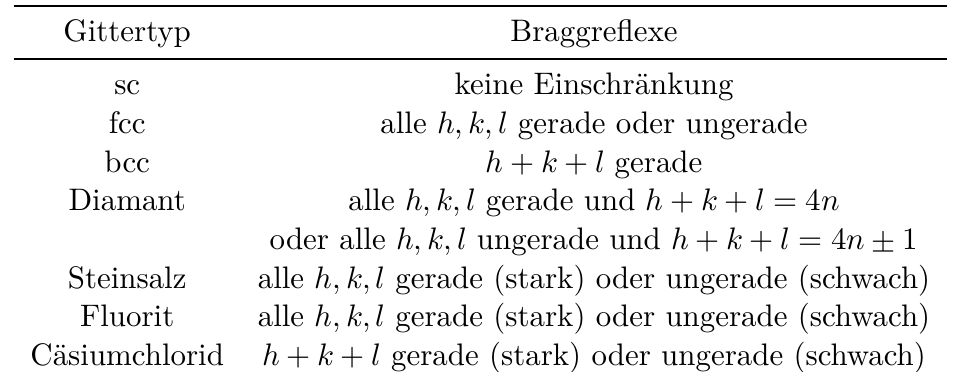 Gittertyp Braggreflexe
sc keine Einschränkung
fcc alle h, k, l gerade oder ungerade
bcc h + k + l gerade
Diamant alle h, k, l gerade und h + k + l = 4n
oder alle h, k, l ungerade und h + k + l = 4n ± 1
Steinsalz alle h, k, l gerade (stark) oder ungerade (schwach)
Fluorit alle h, k, l gerade (stark) oder ungerade (schwach)
Cäsiumchlorid h + k + l gerade (stark) oder ungerade (schwach)